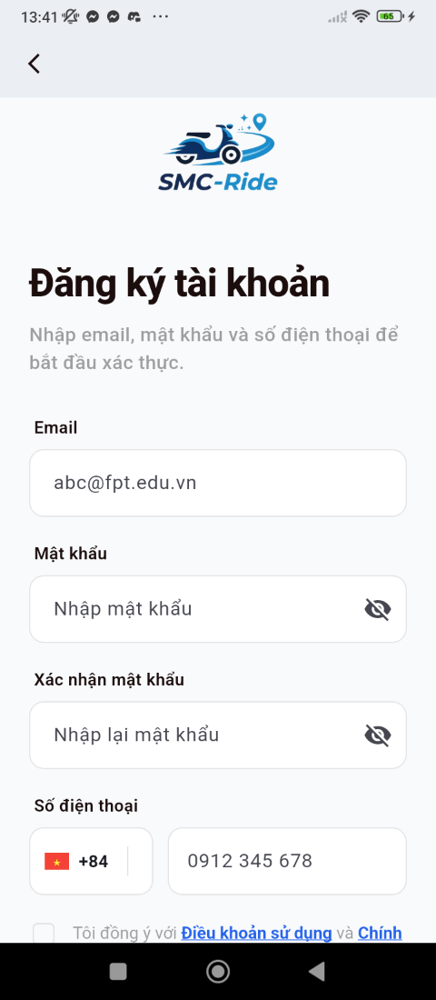 13:41
65
SMC-Ride
Đăng ký tài khoản
Nhập email, mật khẩu và số điện thoại để
bắt đầu xác thực.
Email
abc@fpt.edu.vn
Mật khẩu
Nhập mật khẩu
Xác nhận mật khẩu
Nhập lại mật khẩu
Số điện thoại
+84
0912 345 678
Tôi đồng ý với Điều khoản sử dụng và Chính